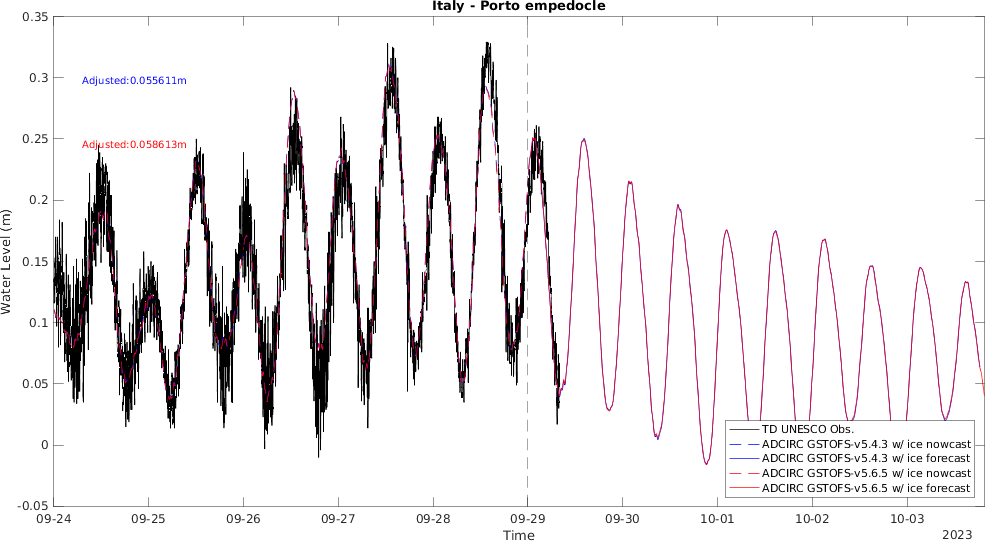 Italy - Porto empedocle
0.35
0.3
0.25
0.2
0.15
0.1
0.05
0
-0.05
Water Level (m)
Adjusted:0.055611m
Adjusted:0.058613m
TD UNESCO Obs.
ADCIRC GSTOFS-v5.4.3 w/ ice nowcast
ADCIRC GSTOFS-v5.4.3 w/ ice forecast
ADCIRC GSTOFS-v5.6.5 w/ ice nowcast
ADCIRC GSTOFS-v5.6.5 w/ ice forecast
09-24 09-25 09-26 09-27 09-28 09-29 09-30 10-01 10-02 10-03
Time
2023